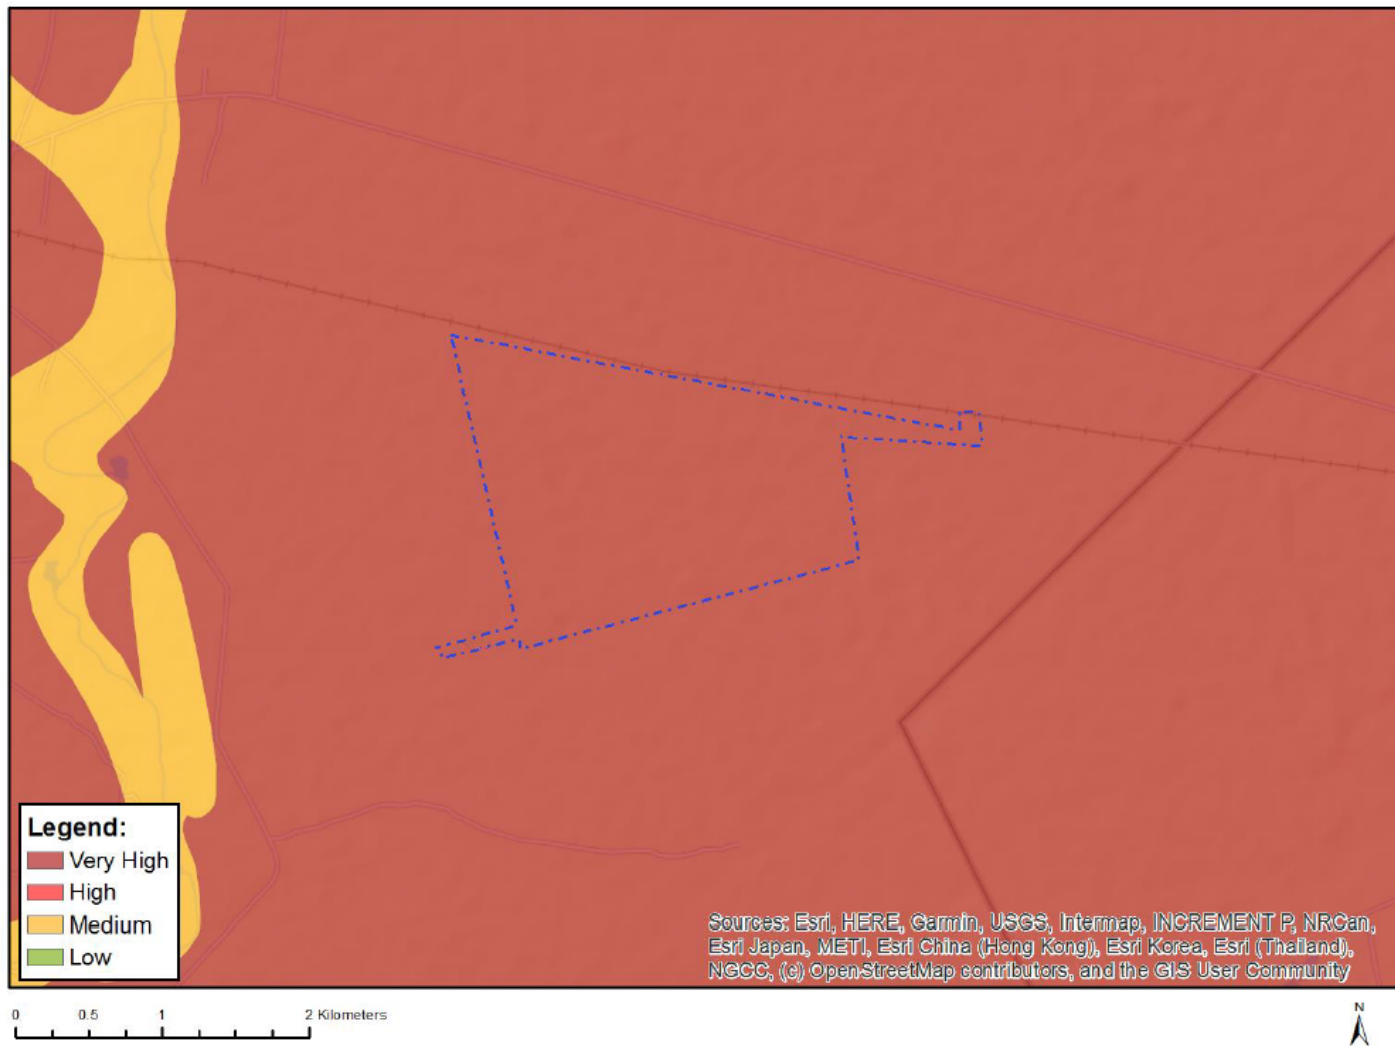 Legend:
Very High
High
Medium
Low
Sources: Esri, HERE, Garmin, USGS, Intermap, INCREMENT P, NRCan,
Esri Japan, METI, Esri China (Hong Kong), Esri Korea, Esri (Thailand),
NGCC, (c) OpenStreetMap contributors, and the GIS User Community
0 0.5 1 2 Kilometers
N